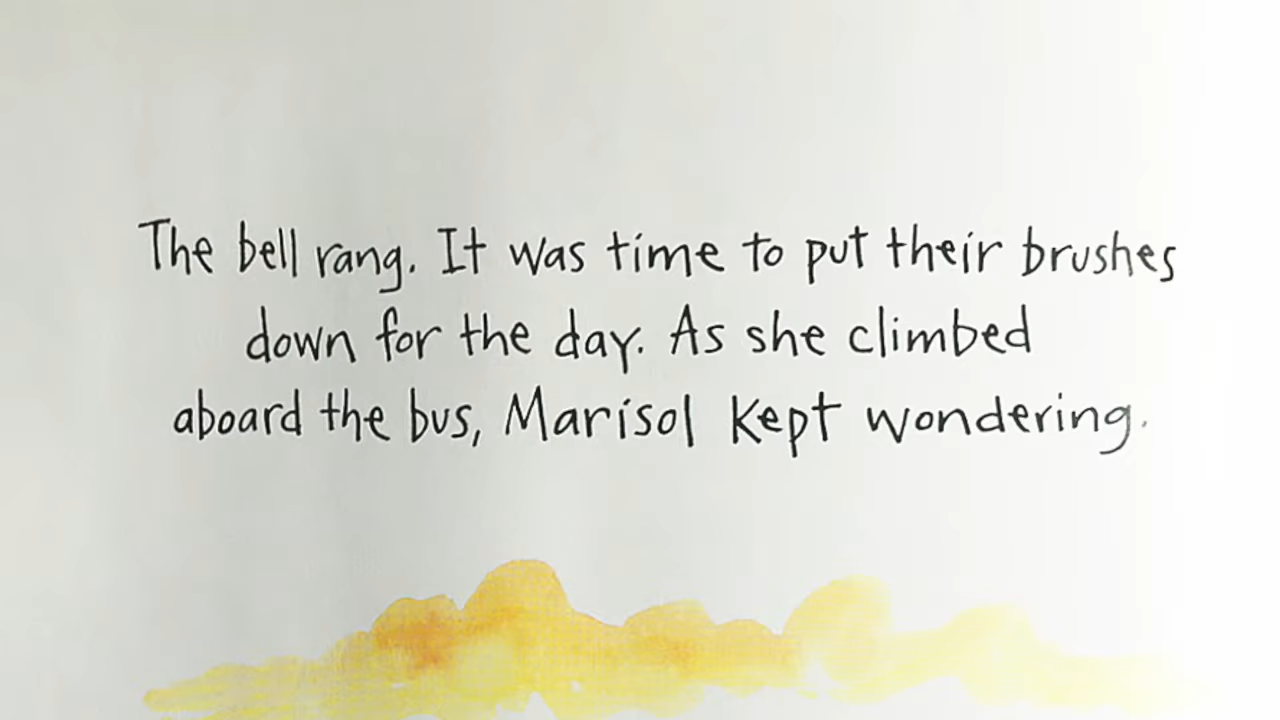 The bell rang. It was time to put their brushes
down for the day. As she climbed
aboard the bus, Marisol kept wondering.